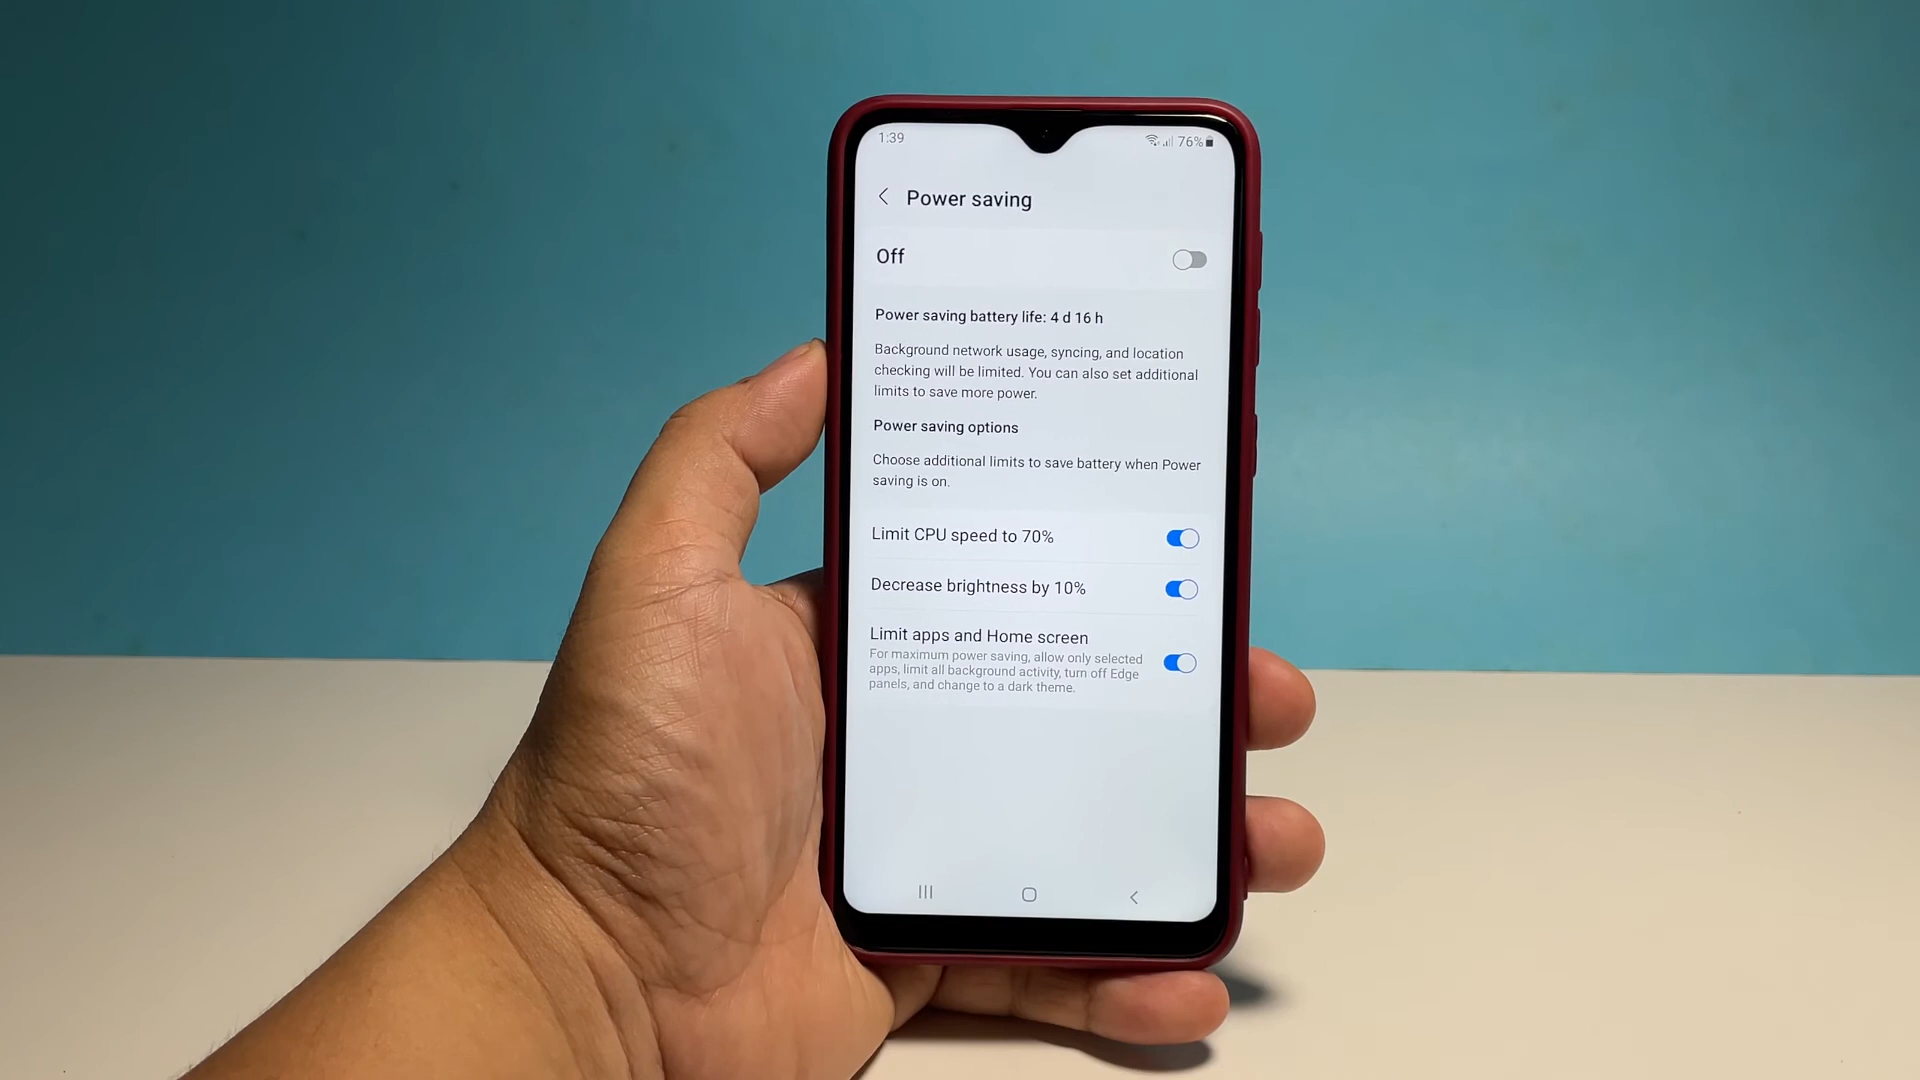 1:39
76%
Power saving
Off
Power saving battery life: 4 d 16 h
Background network usage, syncing, and location
checking will be limited. You can also set additional
limits to save more power.
Power saving options
Choose additional limits to save battery when Power
saving is on.
Limit CPU speed to 70%
Decrease brightness by 10%
Limit apps and Home screen
For maximum power saving, allow only selected
apps, limit all background activity, turn off Edge
panels, and change to a dark theme.